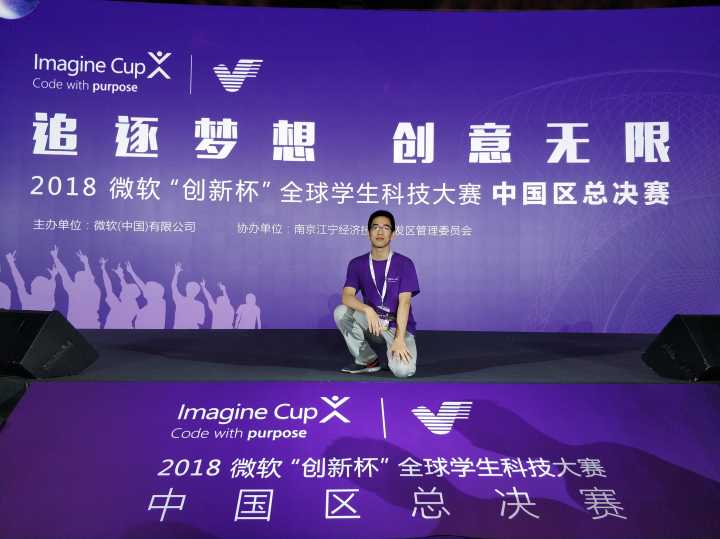 Imagine Cup
Code with purpose
追逐梦想 创意无限
2018 微软“创新杯”全球学生科技大赛 中国区总决赛
主办单位：微软(中国)有限公司 协办单位：南京江宁经济技 发区管理委员会
Imagine Cup
Code with purpose
2018 微软“创新杯”全球学生科技大赛
中国区总决赛